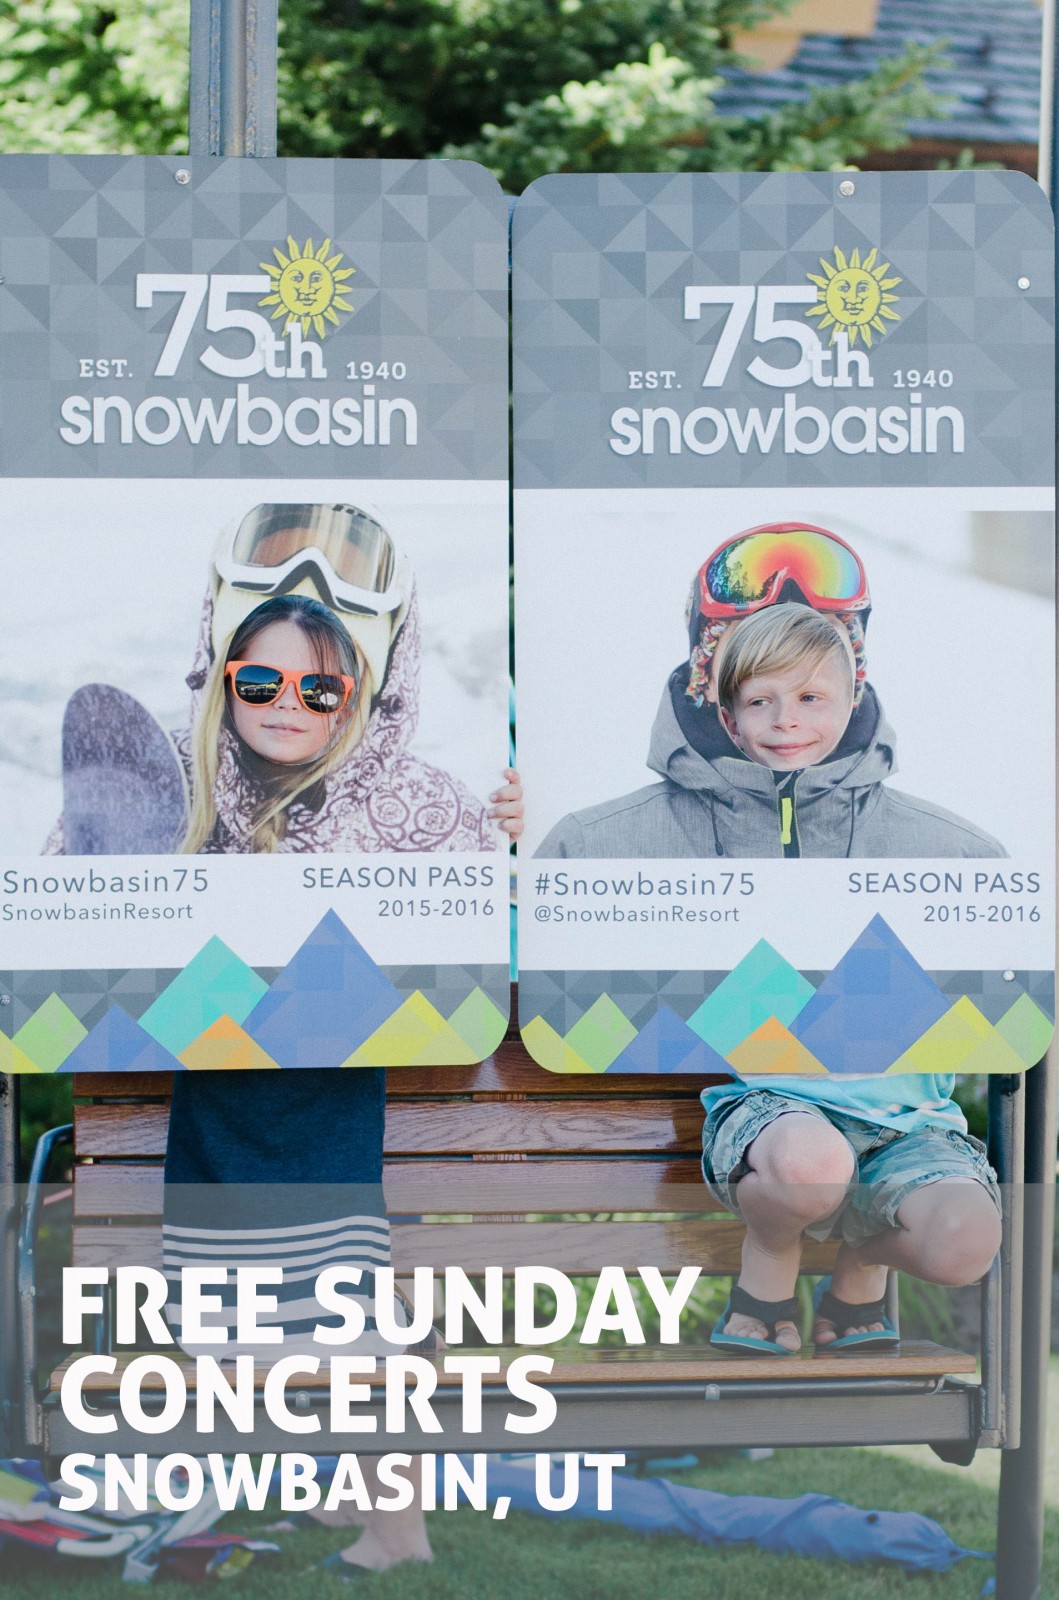 75th
EST. 1940
snowbasin
75th
EST. 1940
snowbasin
Snowbasin75 SEASON PASS
SnowbasinResort 2015-2016
#Snowbasin75 SEASON PASS
@SnowbasinResort 2015-2016
FREE SUNDAY
CONCERTS
SNOWBASIN, UT